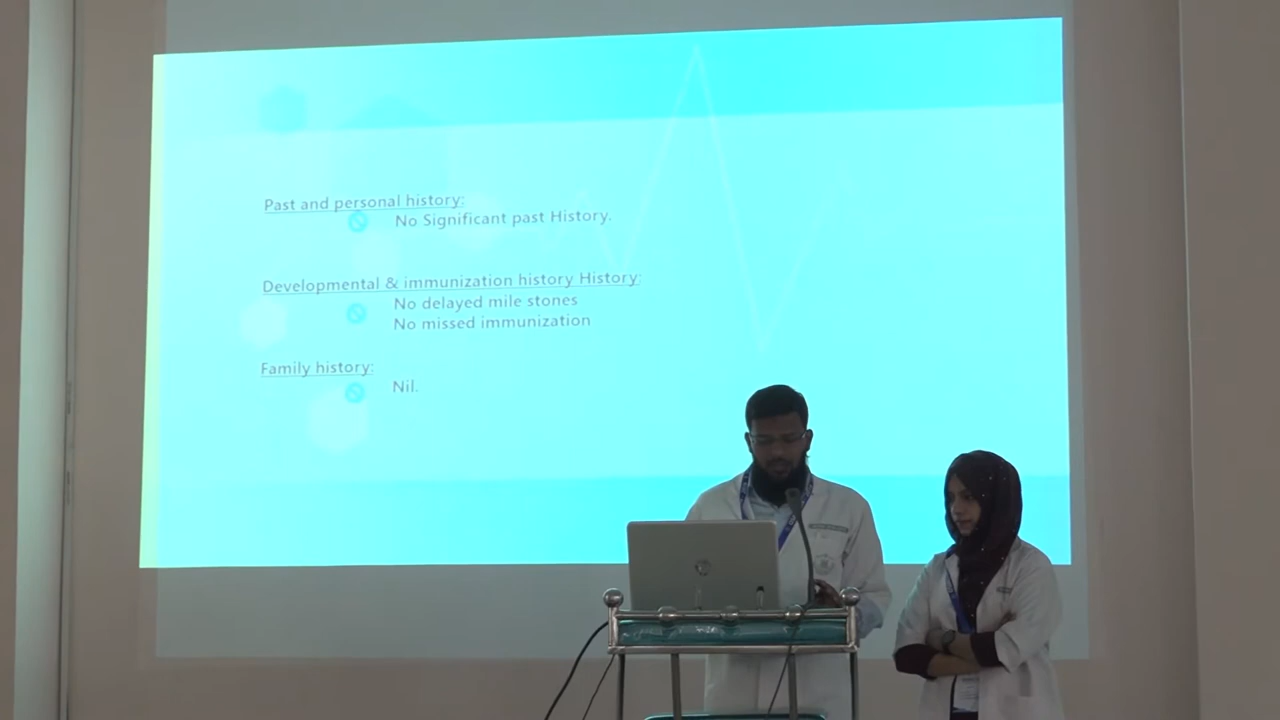 Past and personal history:
No Significant past History.
Developmental & immunization history History:
No delayed mile stones
No missed immunization
Family history:
Nil.